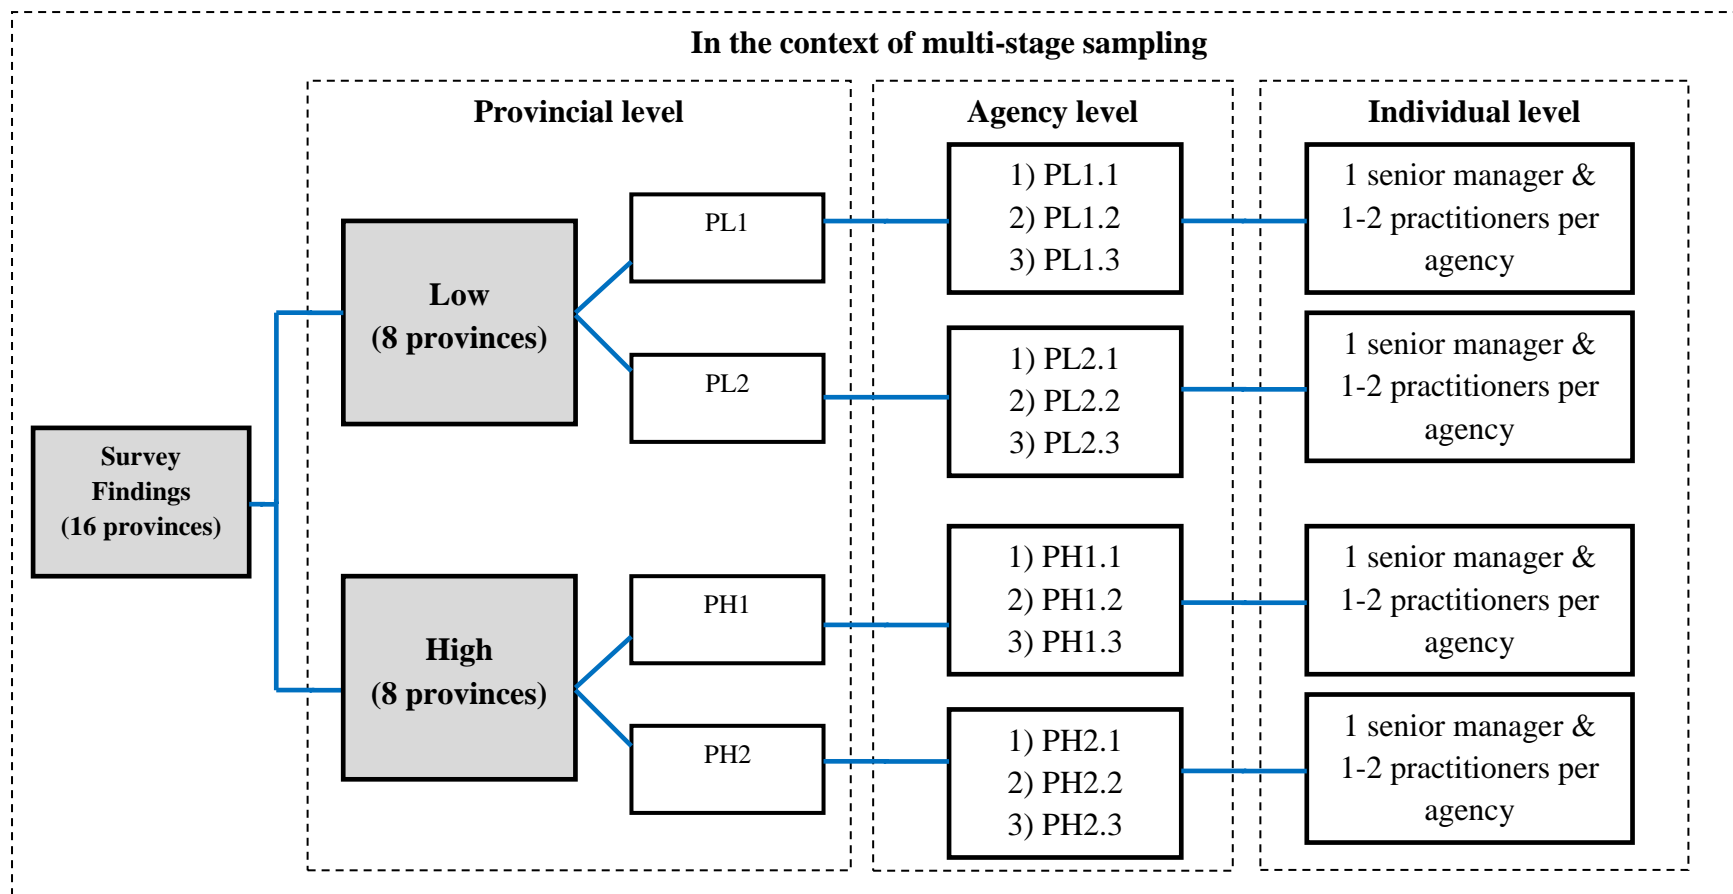 In the context of multi-stage sampling
Provincial level
Agency level
Individual level
Survey
Findings
(16 provinces)
Low
(8 provinces)
High
(8 provinces)
PL1
PL2
PH1
PH2
1) PL1.1
2) PL1.2
3) PL1.3
1) PL2.1
2) PL2.2
3) PL2.3
1) PH1.1
2) PH1.2
3) PH1.3
1) PH2.1
2) PH2.2
3) PH2.3
1 senior manager &
1-2 practitioners per
agency
1 senior manager &
1-2 practitioners per
agency
1 senior manager &
1-2 practitioners per
agency
1 senior manager &
1-2 practitioners per
agency